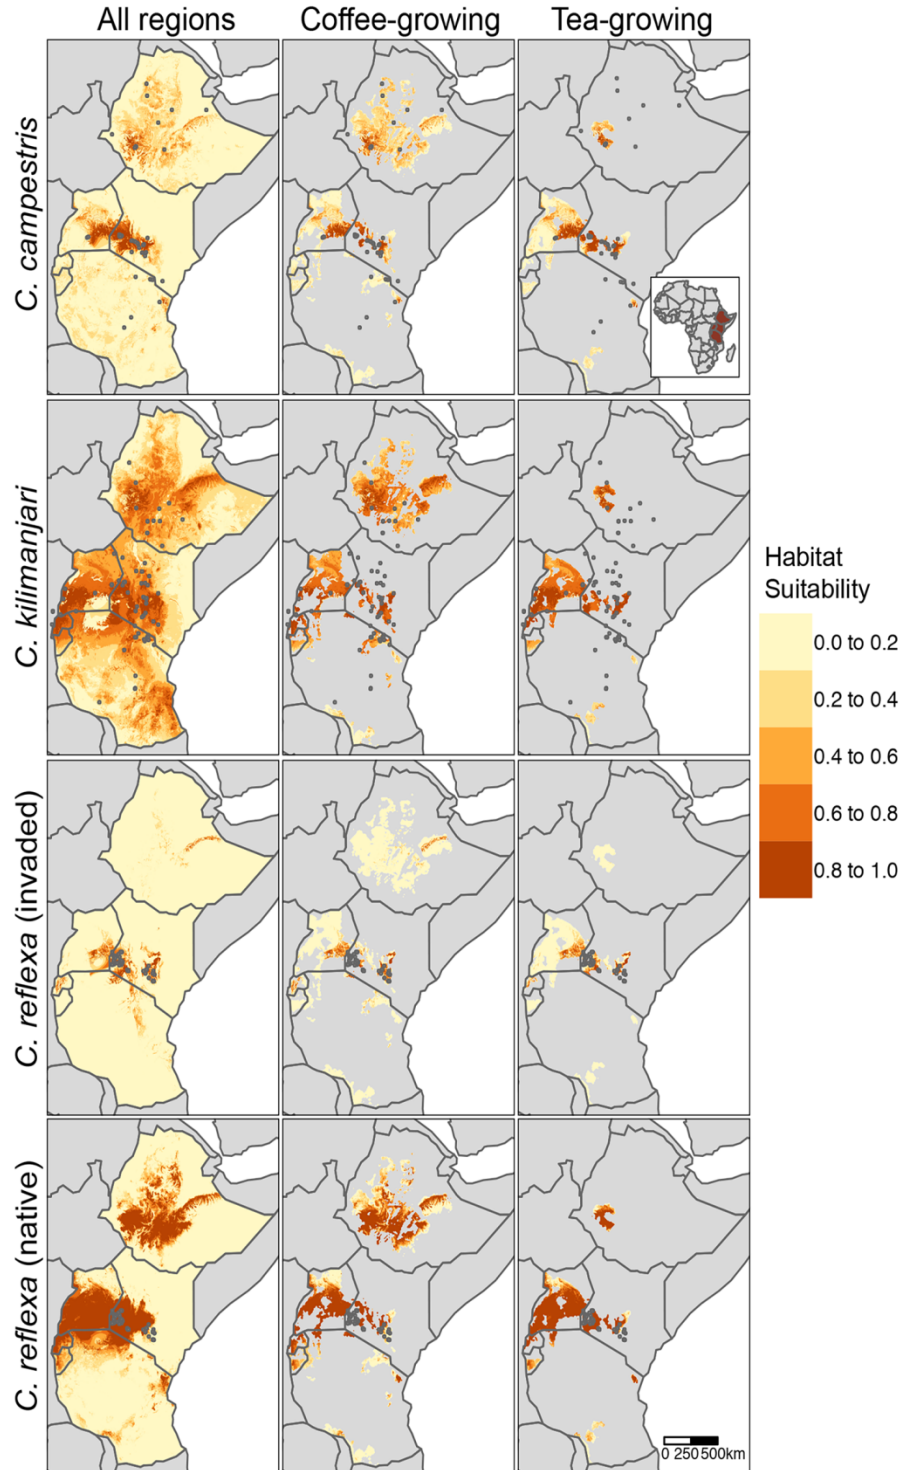 All regions
Coffee-growing
Tea-growing
C. campestris
C. kilimanjari
C. reflexa (invaded)
C. reflexa (native)
Habitat
Suitability
0.0 to 0.2
0.2 to 0.4
0.4 to 0.6
0.6 to 0.8
0.8 to 1.0
0 250 500km